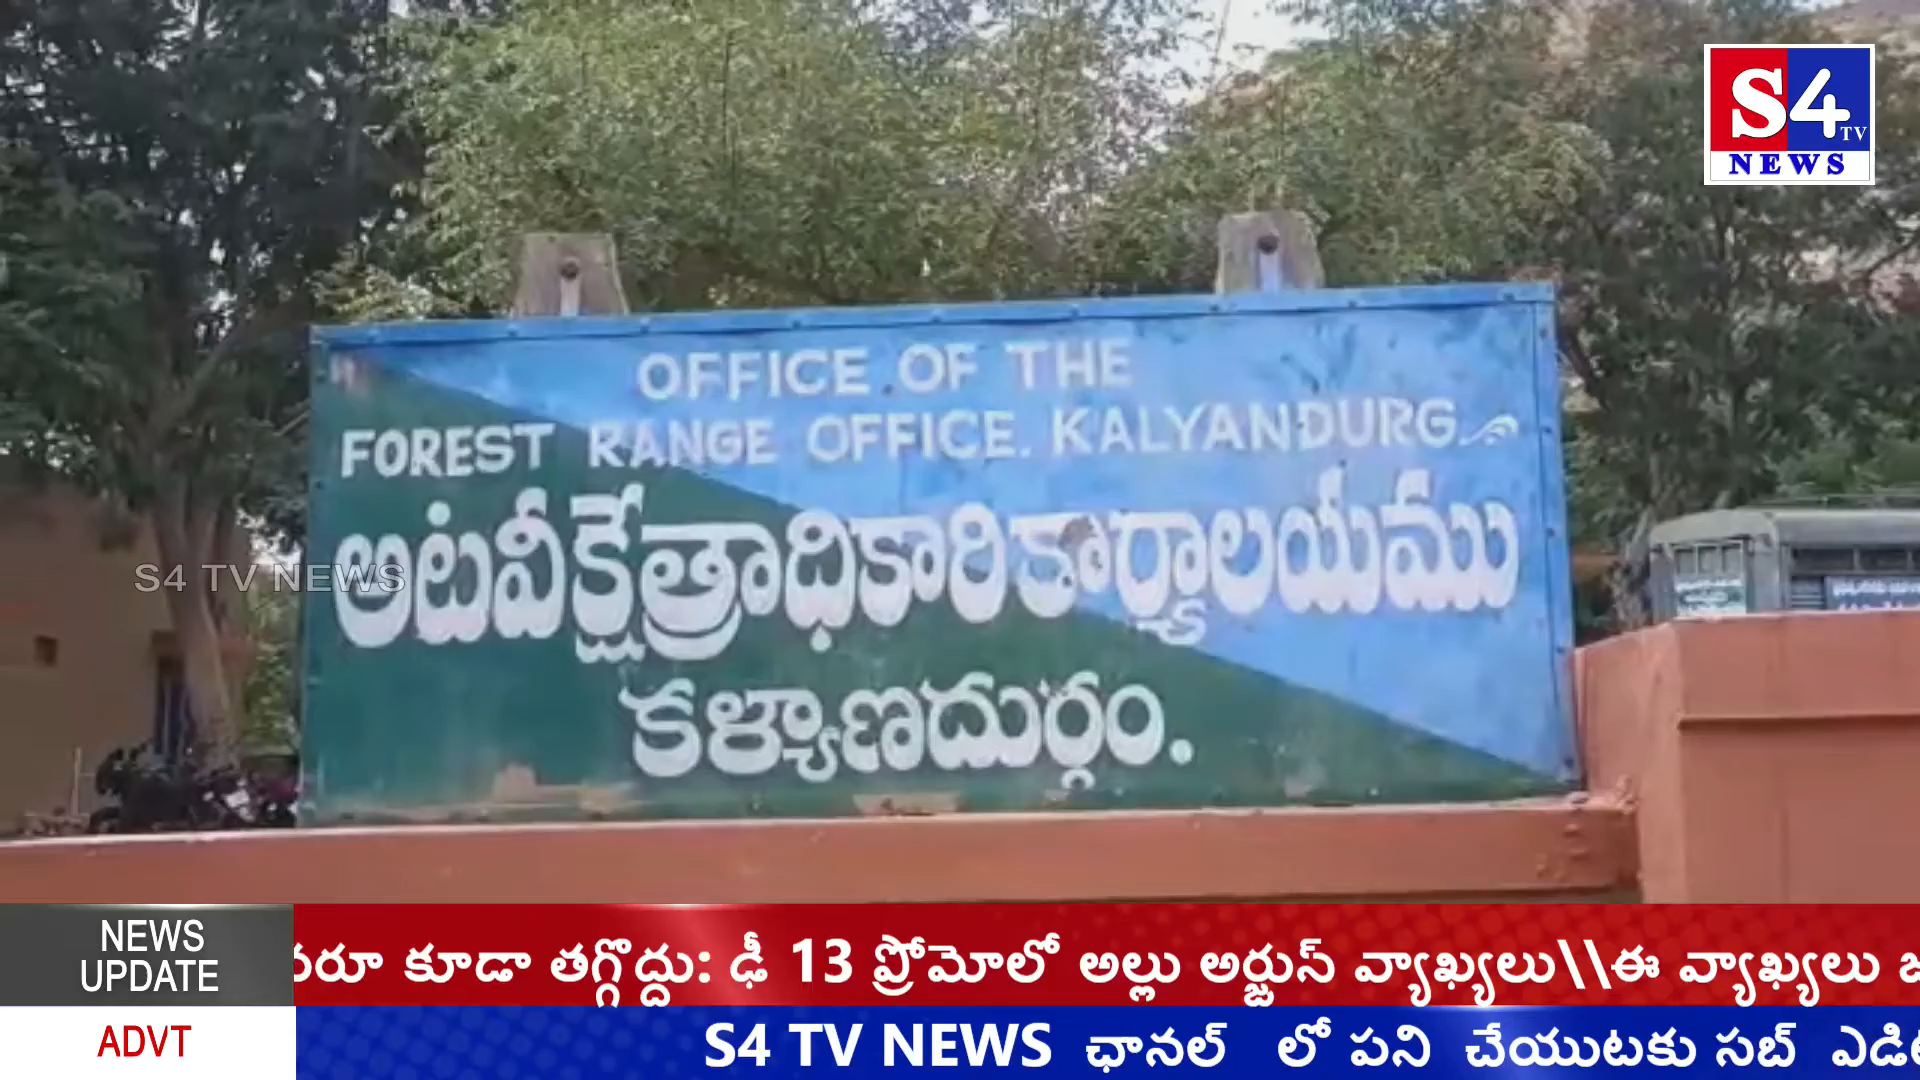 S4
TV
NEWS
OFFICE OF THE
FOREST RANGE OFFICE. KALYANDURG
అటవీక్షేత్రాధికారి కార్యాలయము
S4 TV NEWS
కళ్యాణదుర్గం.
NEWS
UPDATE
కూడా తగ్గొద్దు: ఢీ 13 ప్రోమోలో అల్లు అర్జున్ వ్యాఖ్యలు\\ఈ వ్యాఖ్యలు
ADVT
S4 TV NEWS ఛానల్ లో పని చేయుటకు సబ్